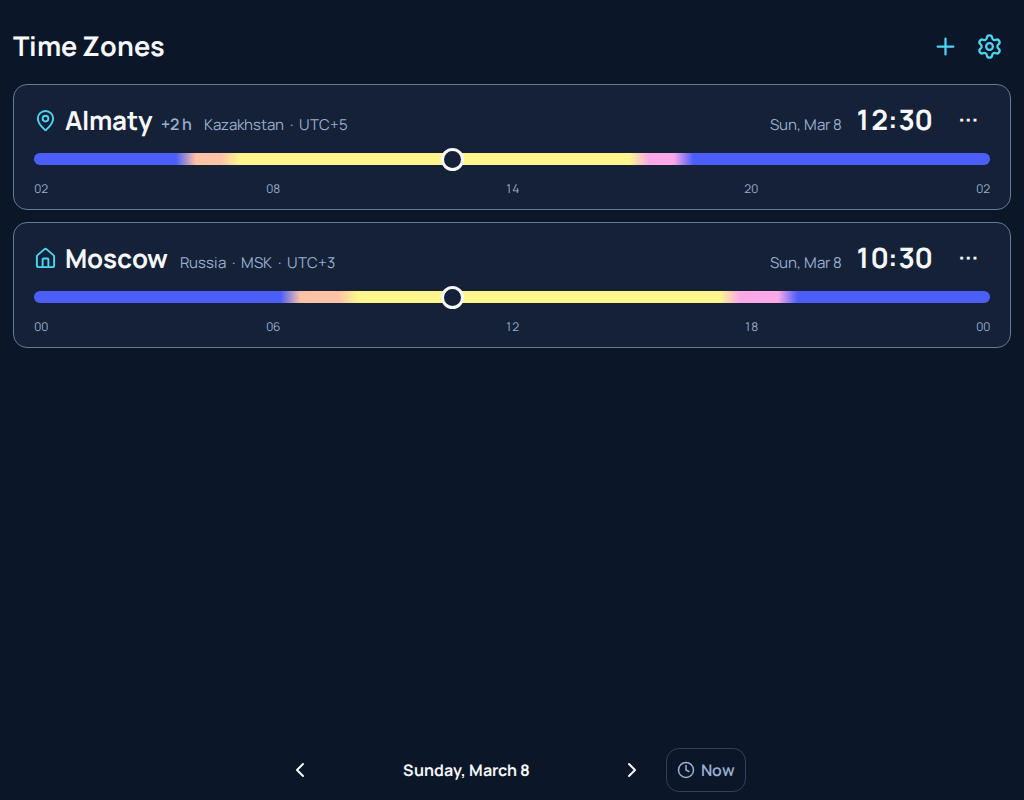 Time Zones
Almaty +2 h Kazakhstan · UTC+5 Sun, Mar 8 12:30
02 08 14 20 02
Moscow Russia · MSK · UTC+3 Sun, Mar 8 10:30
00 06 12 18 00
Sunday, March 8 Now